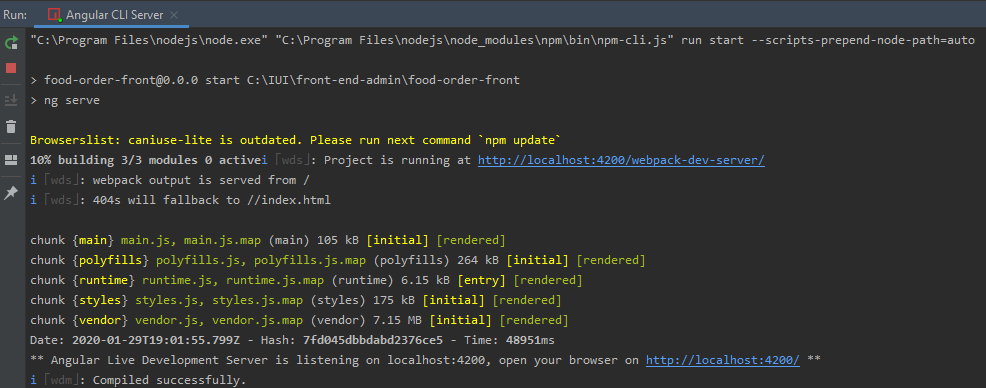 Run: Angular CLI Server ×
"C:\Program Files\nodejs\node.exe" "C:\Program Files\nodejs\node_modules\npm\bin\npm-cli.js" run start --scripts-prepend-node-path=auto
> food-order-front@0.0.0 start C:\IUI\front-end-admin\food-order-front
> ng serve
Browserslist: caniuse-lite is outdated. Please run next command `npm update`
10% building 3/3 modules 0 activei ｢wds｣: Project is running at http://localhost:4200/webpack-dev-server/
i ｢wds｣: webpack output is served from /
i ｢wds｣: 404s will fallback to //index.html
chunk {main} main.js, main.js.map (main) 105 kB [initial] [rendered]
chunk {polyfills} polyfills.js, polyfills.js.map (polyfills) 264 kB [initial] [rendered]
chunk {runtime} runtime.js, runtime.js.map (runtime) 6.15 kB [entry] [rendered]
chunk {styles} styles.js, styles.js.map (styles) 175 kB [initial] [rendered]
chunk {vendor} vendor.js, vendor.js.map (vendor) 7.15 MB [initial] [rendered]
Date: 2020-01-29T19:01:55.799Z - Hash: 7fd045dbbdabd2376ce5 - Time: 48951ms
** Angular Live Development Server is listening on localhost:4200, open your browser on http://localhost:4200/ **
i ｢wdm｣: Compiled successfully.